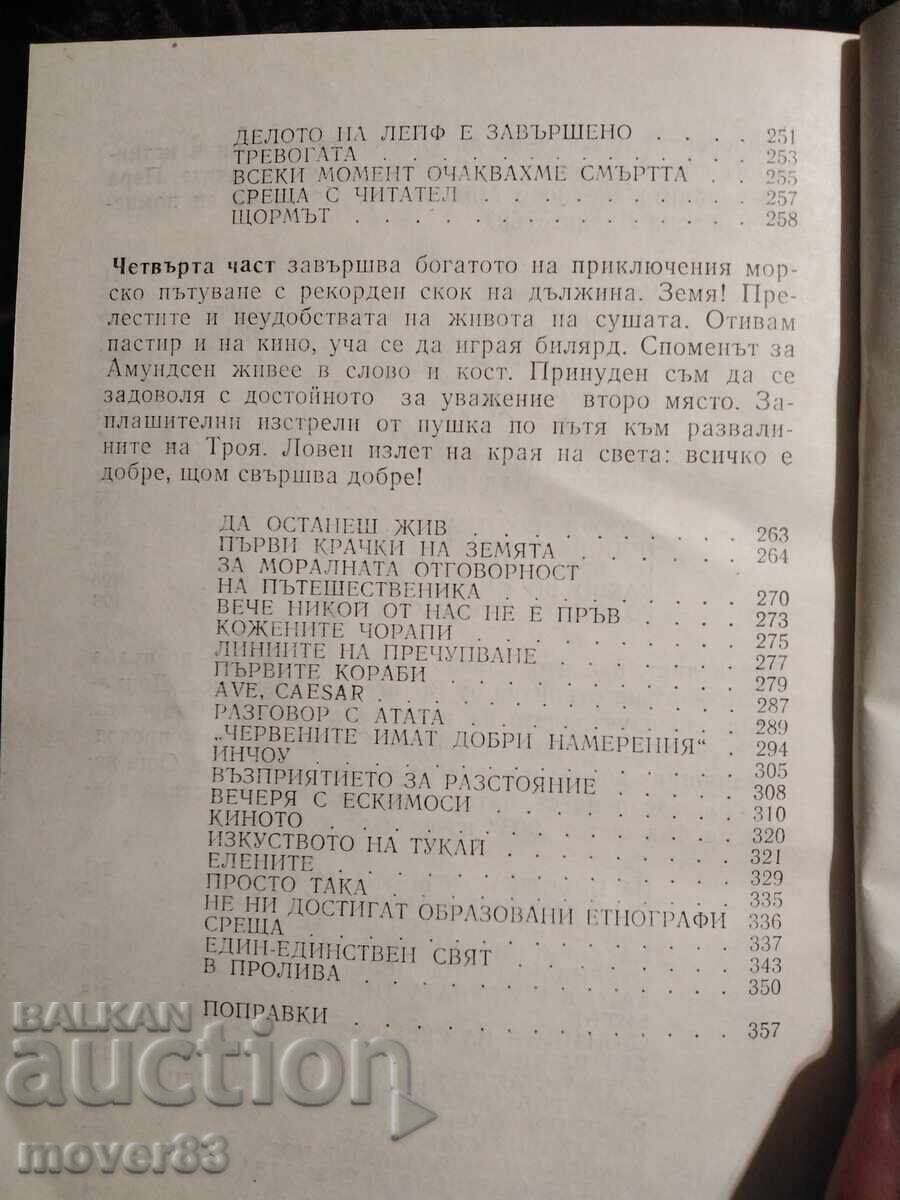 ДЕЛОТО НА ЛЕЙФ Е ЗАВЪРШЕНО . . . . 251
ТРЕВОГАТА . . . . . . . . . . . . 253
ВСЕКИ МОМЕНТ ОЧАКВАХМЕ СМЪРТТА . . 255
СРЕЩА С ЧИТАТЕЛ . . . . . . . . . 257
ЩОРМЪТ . . . . . . . . . . . . . 258
Четвърта част завършва богатото на приключения мор-
ско пътуване с рекорден скок на дължина. Земя! Пре-
лестите и неудобствата на живота на сушата. Отивам
пастир и на кино, уча се да играя билярд. Споменът за
Амундсен живее в слово и кост. Принуден съм да се
задоволя с достойното за уважение второ място. За-
плашителни изстрели от пушка по пътя към развали-
ните на Троя. Ловен излет на края на света: всичко е
добре, щом свършва добре!
ДА ОСТАНЕШ ЖИВ . . . . . . . . . 263
ПЪРВИ КРАЧКИ НА ЗЕМЯТА . . . . . . 264
ЗА МОРАЛНАТА ОТГОВОРНОСТ
НА ПЪТЕШЕСТВЕНИКА . . . . . . . . 270
ВЕЧЕ НИКОЙ ОТ НАС НЕ Е ПРЪВ . . . . 273
КОЖЕНИТЕ ЧОРАПИ . . . . . . . . . 275
ЛИНИИТЕ НА ПРЕЧУПВАНЕ . . . . . . 277
ПЪРВИТЕ КОРАБИ . . . . . . . . . 279
AVE, CAESAR . . . . . . . . . . . 287
РАЗГОВОР С АТАТА . . . . . . . . . 289
„ЧЕРВЕНИТЕ ИМАТ ДОБРИ НАМЕРЕНИЯ“ . 294
ИНЧОУ . . . . . . . . . . . . . 305
ВЪЗПРИЯТИЕТО ЗА РАЗСТОЯНИЕ . . . . 308
ВЕЧЕРЯ С ЕСКИМОСИ . . . . . . . . 310
КИНОТО . . . . . . . . . . . . . 320
ИЗКУСТВОТО НА ТУКАЙ . . . . . . . 321
ЕЛЕНИТЕ . . . . . . . . . . . . 329
ПРОСТО ТАКА . . . . . . . . . . . 335
НЕ НИ ДОСТИГАТ ОБРАЗОВАНИ ЕТНОГРАФИ 336
СРЕЩА . . . . . . . . . . . . . 337
ЕДИН-ЕДИНСТВЕН СВЯТ . . . . . . . 343
В ПРОЛИВА . . . . . . . . . . . . 350
ПОПРАВКИ . . . . . . . . . . . . 357
BALKAN
auction
mover83